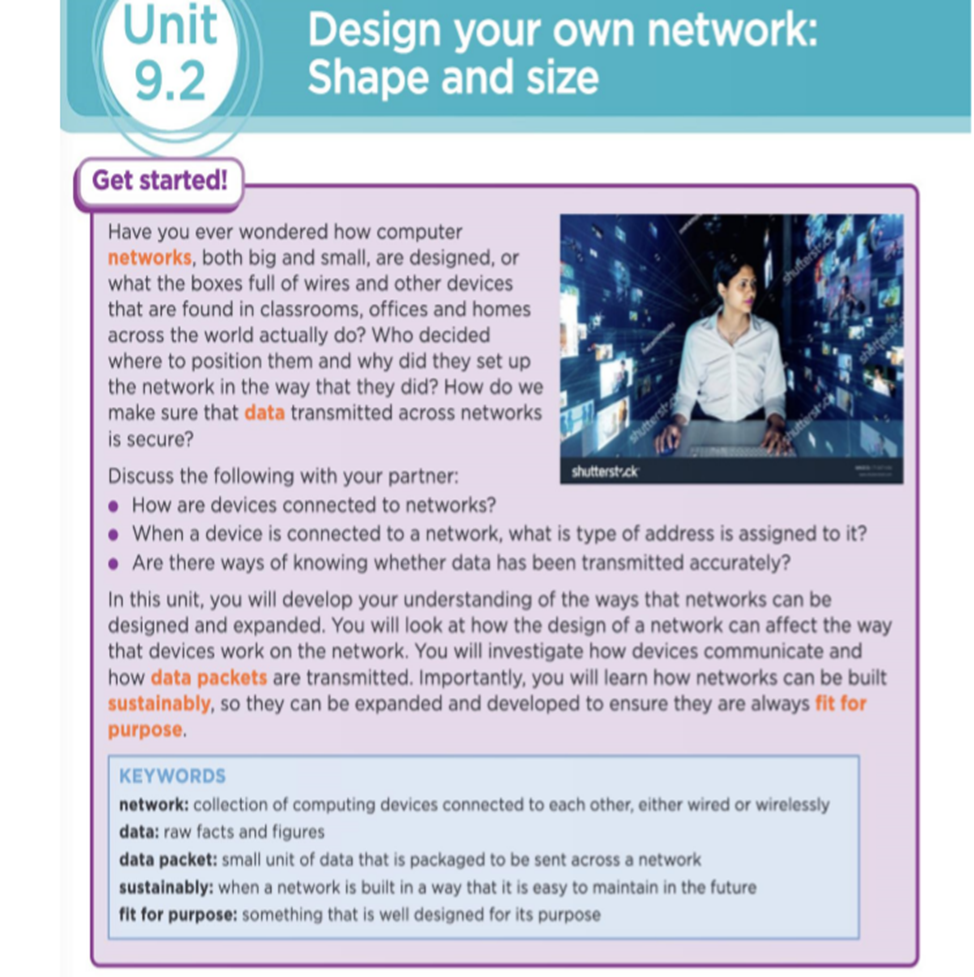 Unit
9.2
Design your own network:
Shape and size
Get started!
Have you ever wondered how computer
networks, both big and small, are designed, or
what the boxes full of wires and other devices
that are found in classrooms, offices and homes
across the world actually do? Who decided
where to position them and why did they set up
the network in the way that they did? How do we
make sure that data transmitted across networks
is secure?
shutterstock
shutterstock
shutterstock
shutterstock
shutterstock
Discuss the following with your partner:
• How are devices connected to networks?
• When a device is connected to a network, what is type of address is assigned to it?
• Are there ways of knowing whether data has been transmitted accurately?
In this unit, you will develop your understanding of the ways that networks can be
designed and expanded. You will look at how the design of a network can affect the way
that devices work on the network. You will investigate how devices communicate and
how data packets are transmitted. Importantly, you will learn how networks can be built
sustainably, so they can be expanded and developed to ensure they are always fit for
purpose.
KEYWORDS
network: collection of computing devices connected to each other, either wired or wirelessly
data: raw facts and figures
data packet: small unit of data that is packaged to be sent across a network
sustainably: when a network is built in a way that it is easy to maintain in the future
fit for purpose: something that is well designed for its purpose